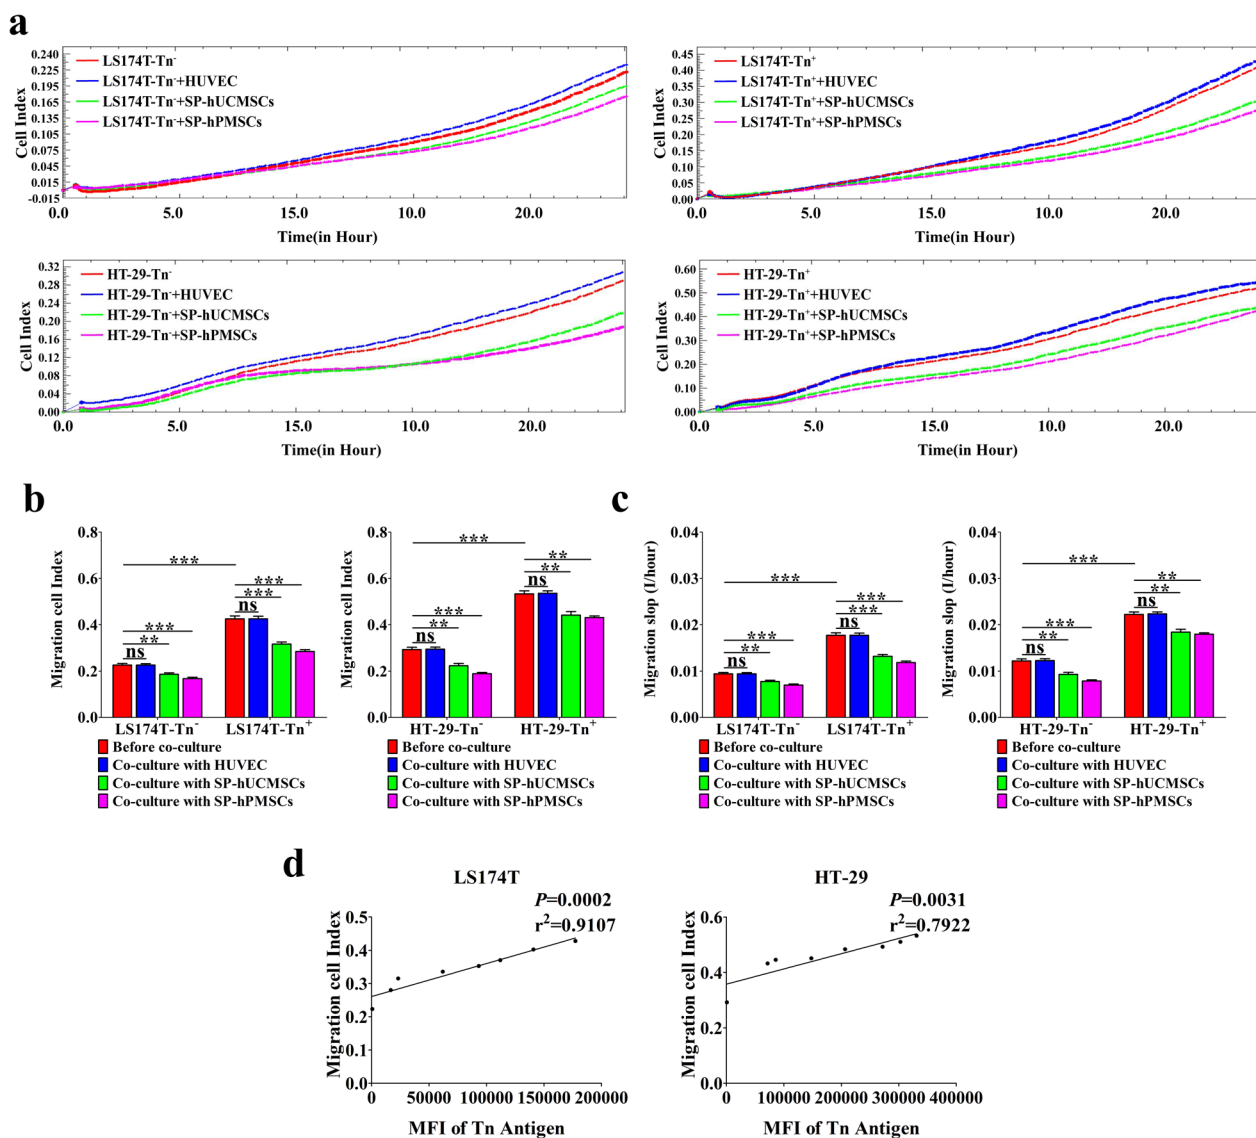 a
0.240
0.225
0.195
0.165
0.135
0.105
0.075
0.045
0.015
-0.015
Cell Index
LS174T-Tn⁻
LS174T-Tn⁻+HUVEC
LS174T-Tn⁻+SP-hUCMSCs
LS174T-Tn⁻+SP-hPMSCs
0.0 5.0 15.0 10.0 20.0
Time(in Hour)
0.45
0.40
0.35
0.30
0.25
0.20
0.15
0.10
0.05
0.00
Cell Index
LS174T-Tn⁺
LS174T-Tn⁺+HUVEC
LS174T-Tn⁺+SP-hUCMSCs
LS174T-Tn⁺+SP-hPMSCs
0.0 5.0 15.0 10.0 20.0
Time(in Hour)
0.32
0.28
0.24
0.20
0.16
0.12
0.08
0.04
0.00
Cell Index
HT-29-Tn⁻
HT-29-Tn⁻+HUVEC
HT-29-Tn⁻+SP-hUCMSCs
HT-29-Tn⁻+SP-hPMSCs
0.0 5.0 15.0 10.0 20.0
Time(in Hour)
0.60
0.50
0.40
0.30
0.20
0.10
0.00
Cell Index
HT-29-Tn⁺
HT-29-Tn⁺+HUVEC
HT-29-Tn⁺+SP-hUCMSCs
HT-29-Tn⁺+SP-hPMSCs
0.0 5.0 15.0 10.0 20.0
Time(in Hour)
b
0.8
0.6
0.4
0.2
0.0
Migration cell Index
***
***
**
ns
***
***
ns
LS174T-Tn⁻ LS174T-Tn⁺
Before co-culture
Co-culture with HUVEC
Co-culture with SP-hUCMSCs
Co-culture with SP-hPMSCs
0.8
0.6
0.4
0.2
0.0
Migration cell Index
***
***
**
ns
**
**
ns
HT-29-Tn⁻ HT-29-Tn⁺
Before co-culture
Co-culture with HUVEC
Co-culture with SP-hUCMSCs
Co-culture with SP-hPMSCs
c
0.04
0.03
0.02
0.01
0.00
Migration slop (I/hour)
***
***
**
ns
***
***
ns
LS174T-Tn⁻ LS174T-Tn⁺
Before co-culture
Co-culture with HUVEC
Co-culture with SP-hUCMSCs
Co-culture with SP-hPMSCs
0.04
0.03
0.02
0.01
0.00
Migration slop (I/hour)
***
***
**
ns
**
**
ns
HT-29-Tn⁻ HT-29-Tn⁺
Before co-culture
Co-culture with HUVEC
Co-culture with SP-hUCMSCs
Co-culture with SP-hPMSCs
d
LS174T
P=0.0002
r²=0.9107
0.5
0.4
0.3
0.2
0.1
0.0
Migration cell Index
0 50000 100000 150000 200000
MFI of Tn Antigen
HT-29
P=0.0031
r²=0.7922
0.6
0.4
0.2
0.0
Migration cell Index
0 100000 200000 300000 400000
MFI of Tn Antigen